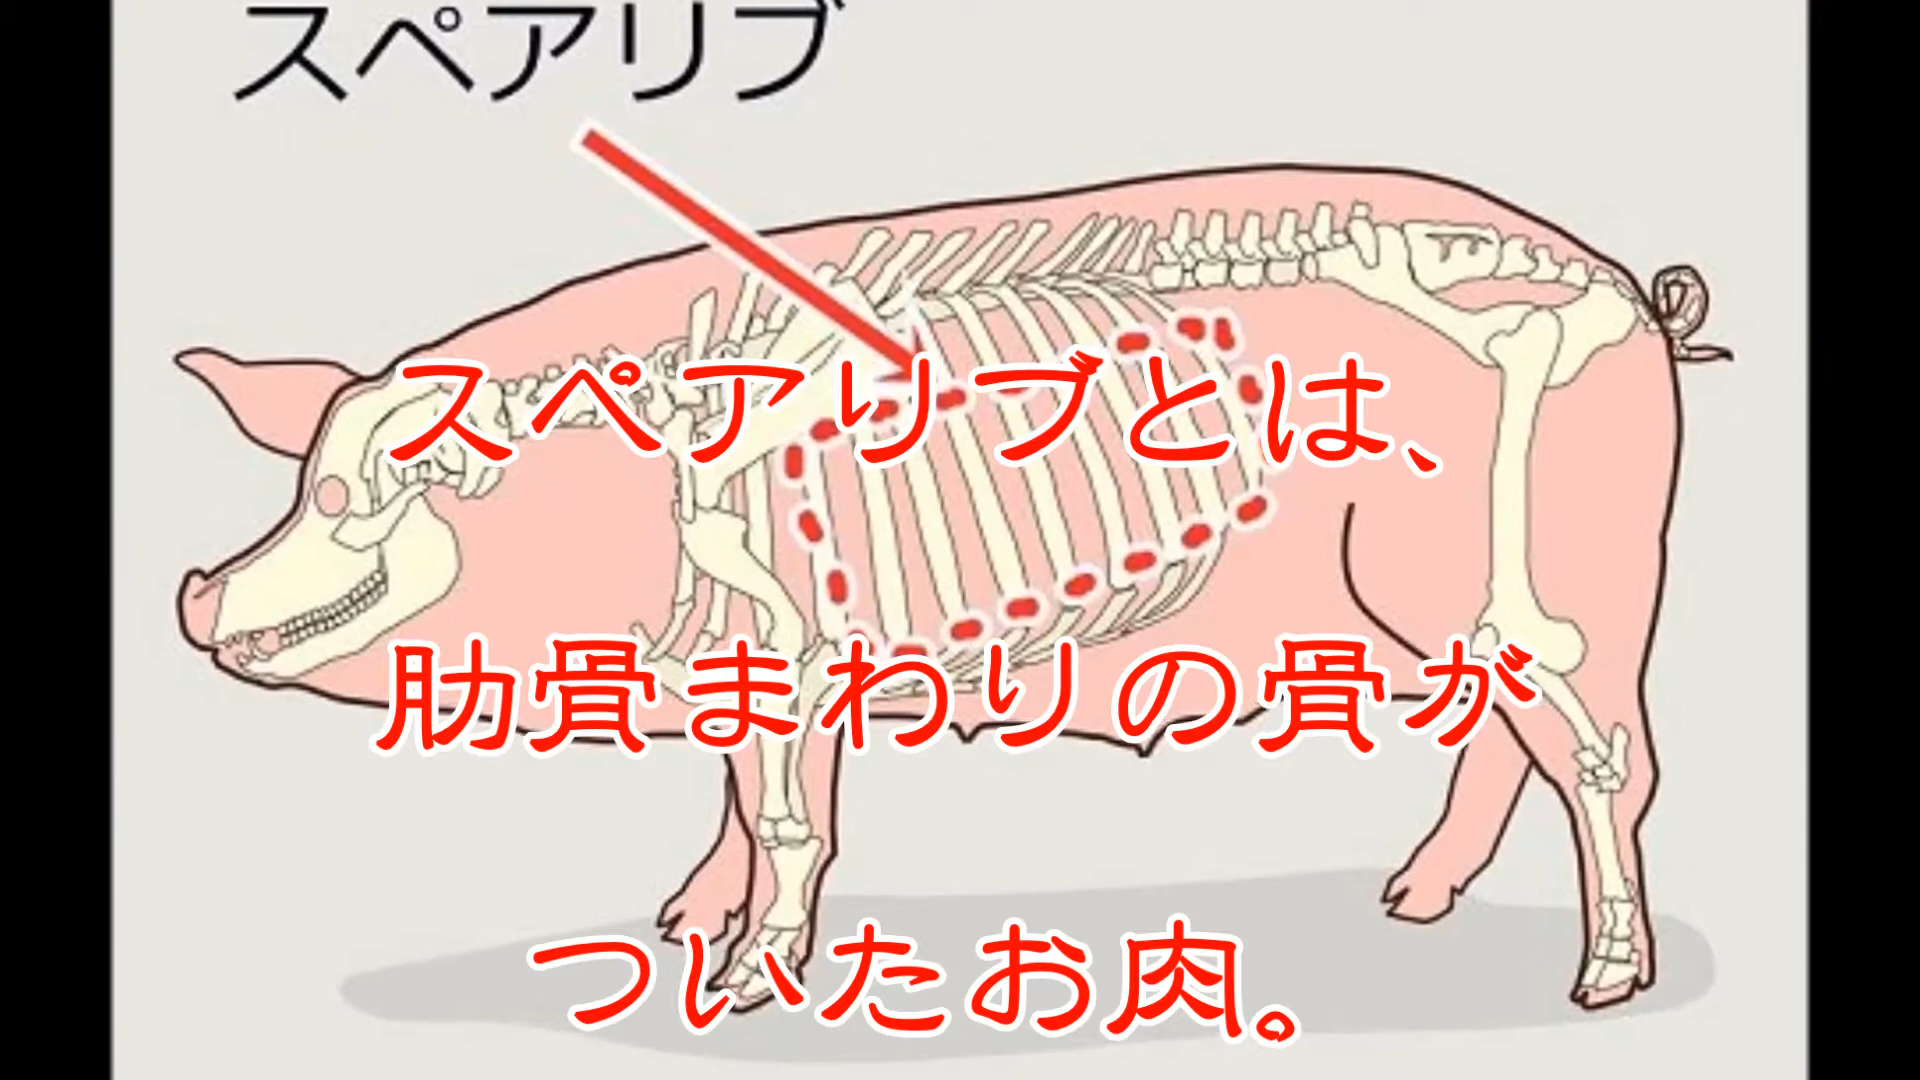 スペアリブ
スペアリブとは、
肋骨まわりの骨が
ついたお肉。